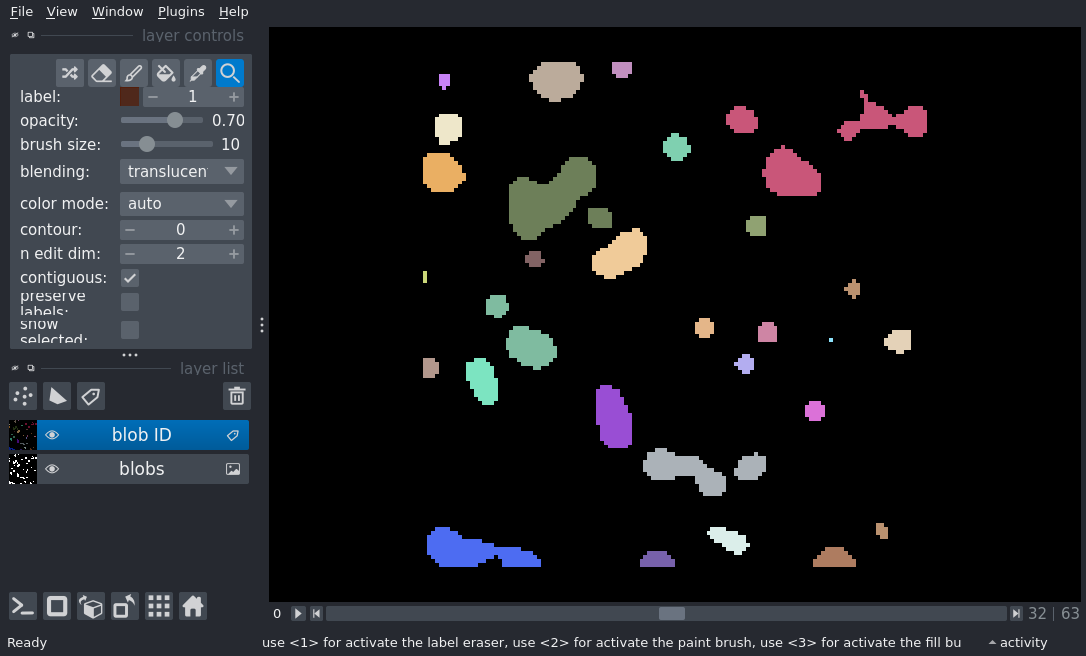 File View Window Plugins Help
layer controls
label: 1
opacity: 0.70
brush size: 10
blending: translucen
color mode: auto
contour: 0
n edit dim: 2
contiguous:
preserve
labels:
show
selected:
layer list
blob ID
blobs
0 32 63
Ready use <1> for activate the label eraser, use <2> for activate the paint brush, use <3> for activate the fill bu activity